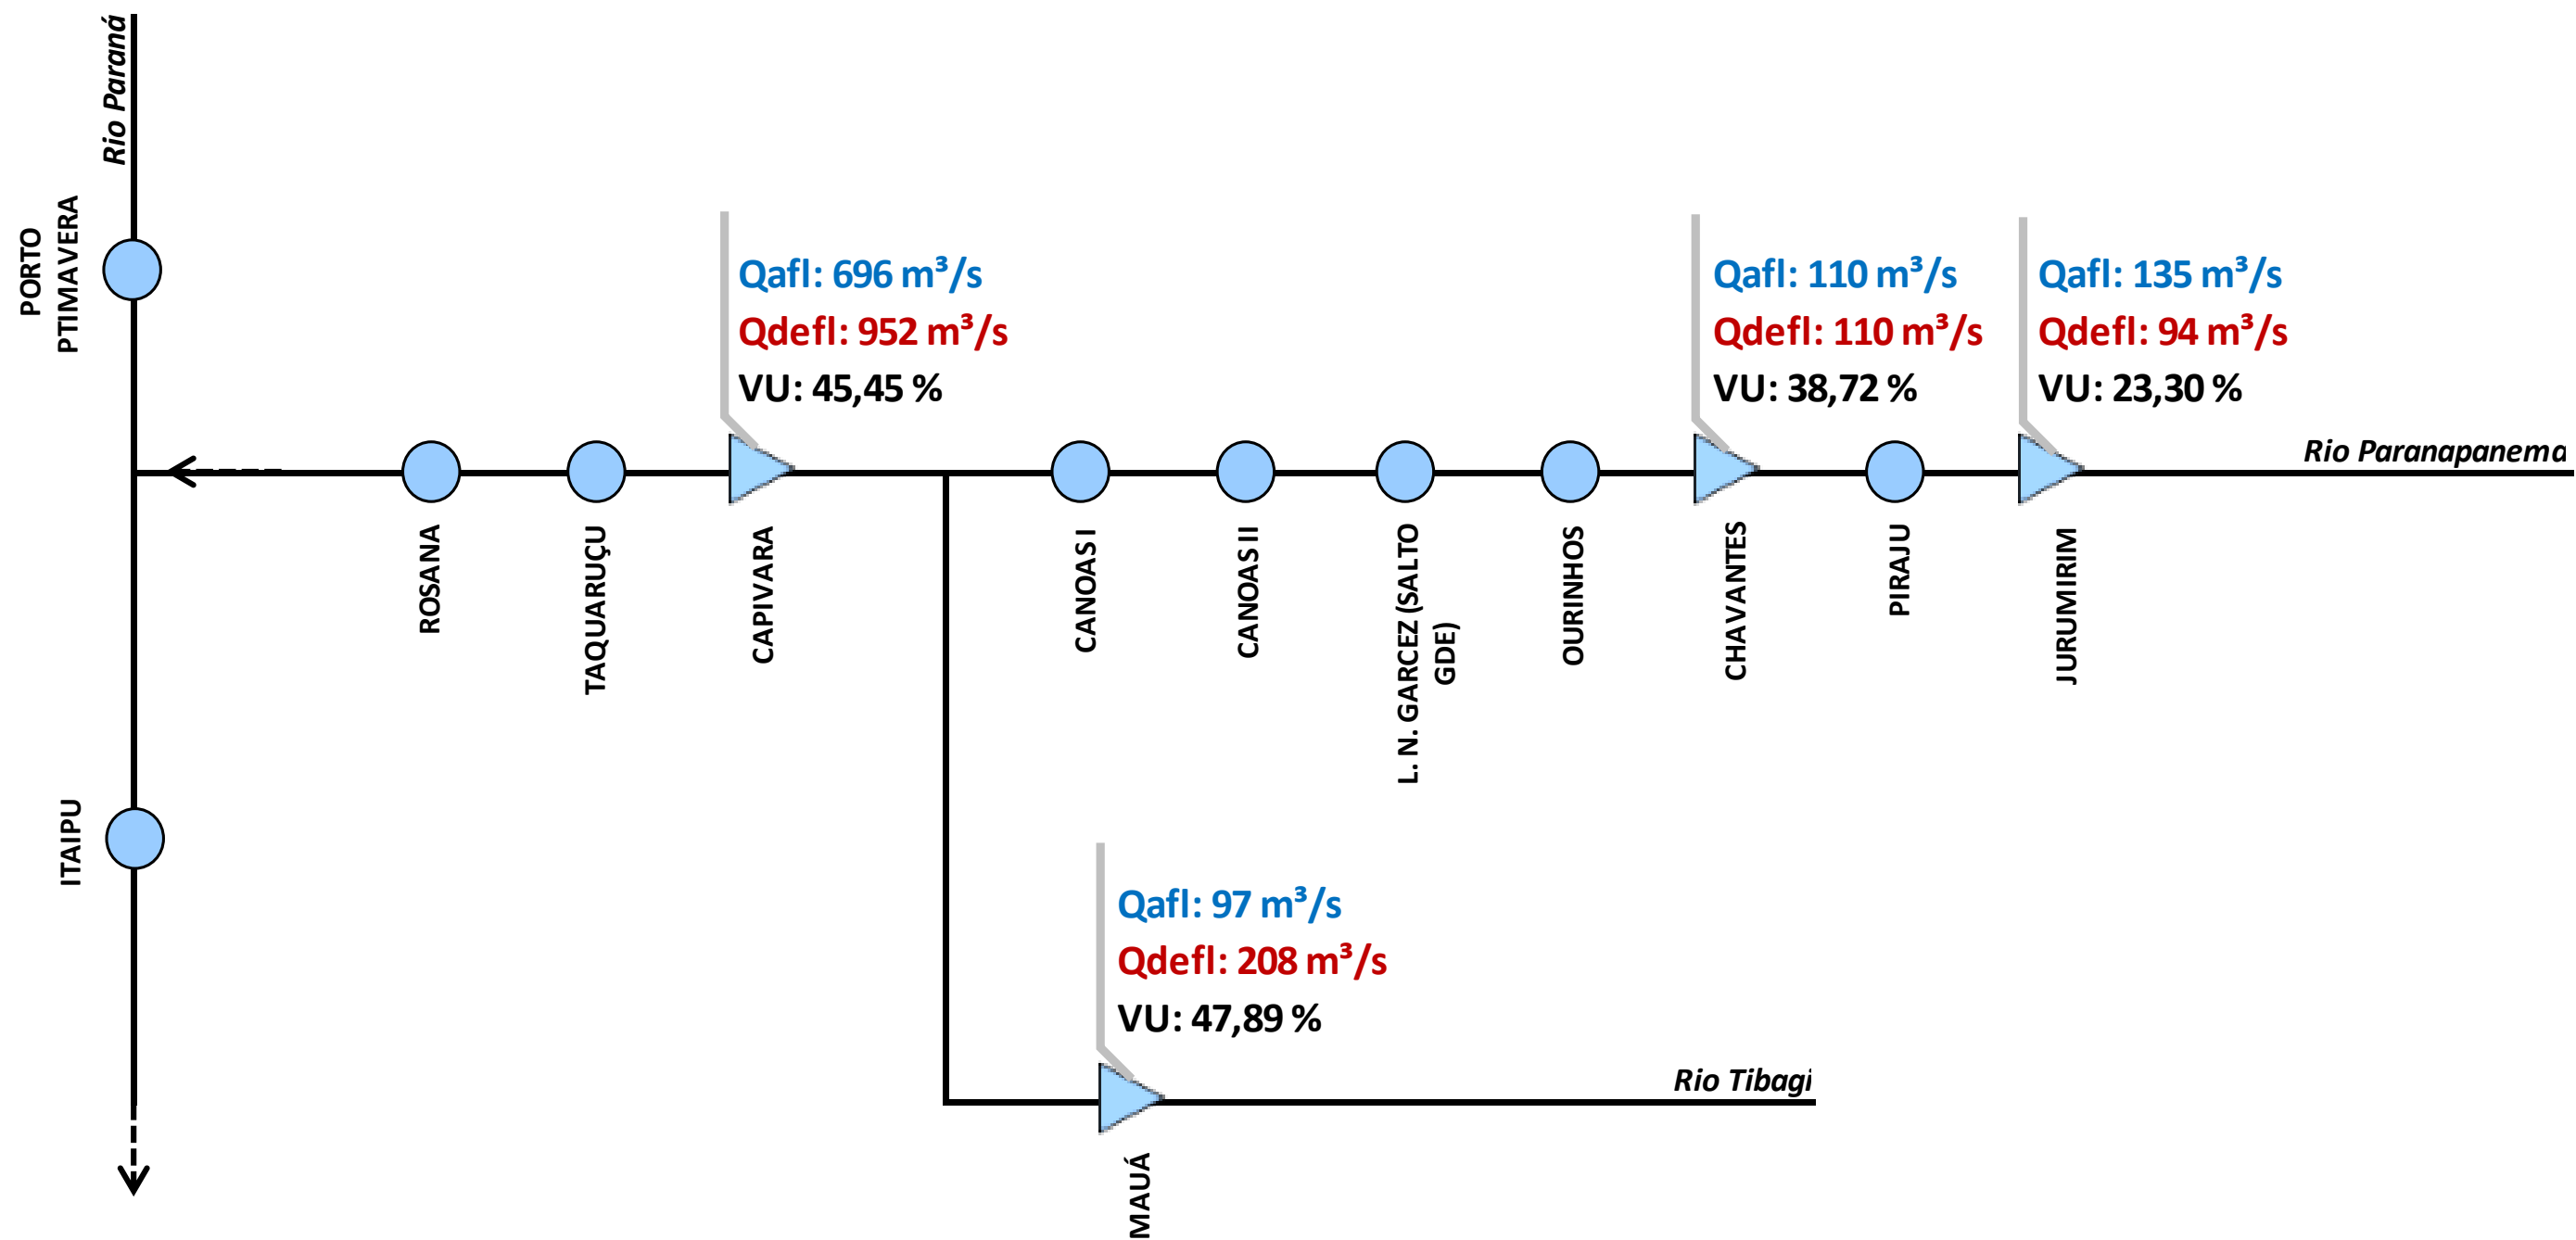 Rio Paraná
PORTO
PTIMAVERA
Qafl: 696 m³/s
Qdefl: 952 m³/s
VU: 45,45 %
Qafl: 110 m³/s
Qdefl: 110 m³/s
VU: 38,72 %
Qafl: 135 m³/s
Qdefl: 94 m³/s
VU: 23,30 %
Rio Paranapanema
ROSANA
TAQUARUÇU
CAPIVARA
CANOAS I
CANOAS II
L. N. GARCEZ (SALTO
GDE)
OURINHOS
CHAVANTES
PIRAJU
JURUMIRIM
ITAIPU
Qafl: 97 m³/s
Qdefl: 208 m³/s
VU: 47,89 %
Rio Tibagi
MAUÁ